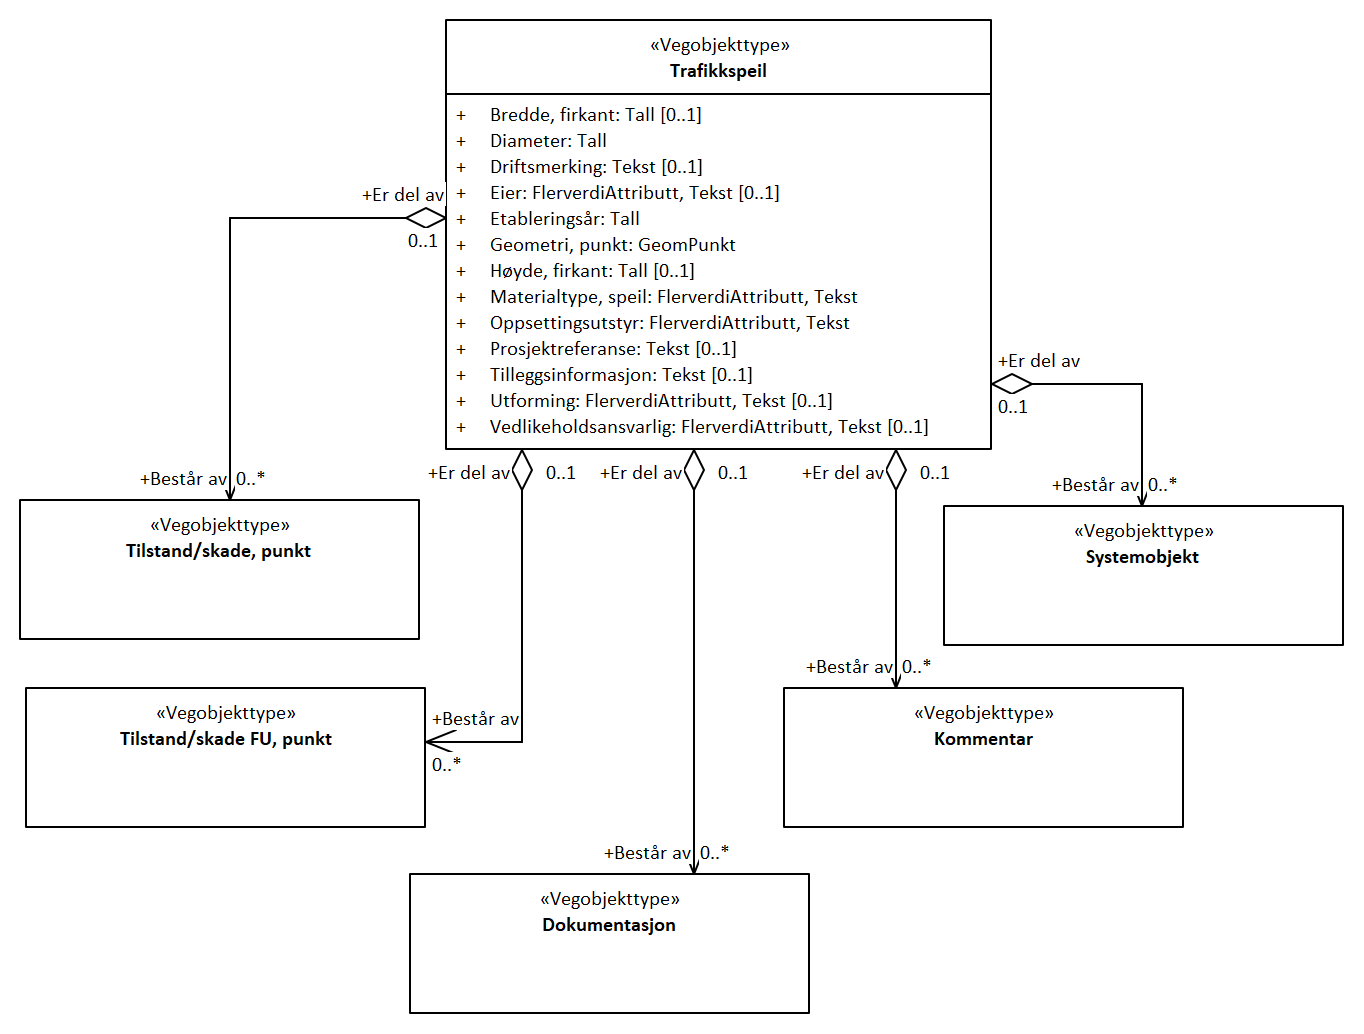 «Vegobjekttype»
Trafikkspeil
+ Bredde, firkant: Tall [0..1]
+ Diameter: Tall
+ Driftsmerking: Tekst [0..1]
+ Eier: FlerverdiAttributt, Tekst [0..1]
+ Etableringsår: Tall
+ Geometri, punkt: GeomPunkt
+ Høyde, firkant: Tall [0..1]
+ Materialtype, speil: FlerverdiAttributt, Tekst
+ Oppsettingsutstyr: FlerverdiAttributt, Tekst
+ Prosjektreferanse: Tekst [0..1]
+ Tilleggsinformasjon: Tekst [0..1]
+ Utforming: FlerverdiAttributt, Tekst [0..1]
+ Vedlikeholdsansvarlig: FlerverdiAttributt, Tekst [0..1]
+Er del av
0..1
+Er del av
0..1
+Er del av 0..1
+Er del av 0..1
+Er del av 0..1
+Består av 0..*
«Vegobjekttype»
Tilstand/skade, punkt
+Består av 0..*
«Vegobjekttype»
Systemobjekt
+Består av
0..*
«Vegobjekttype»
Tilstand/skade FU, punkt
+Består av 0..*
«Vegobjekttype»
Kommentar
+Består av 0..*
«Vegobjekttype»
Dokumentasjon